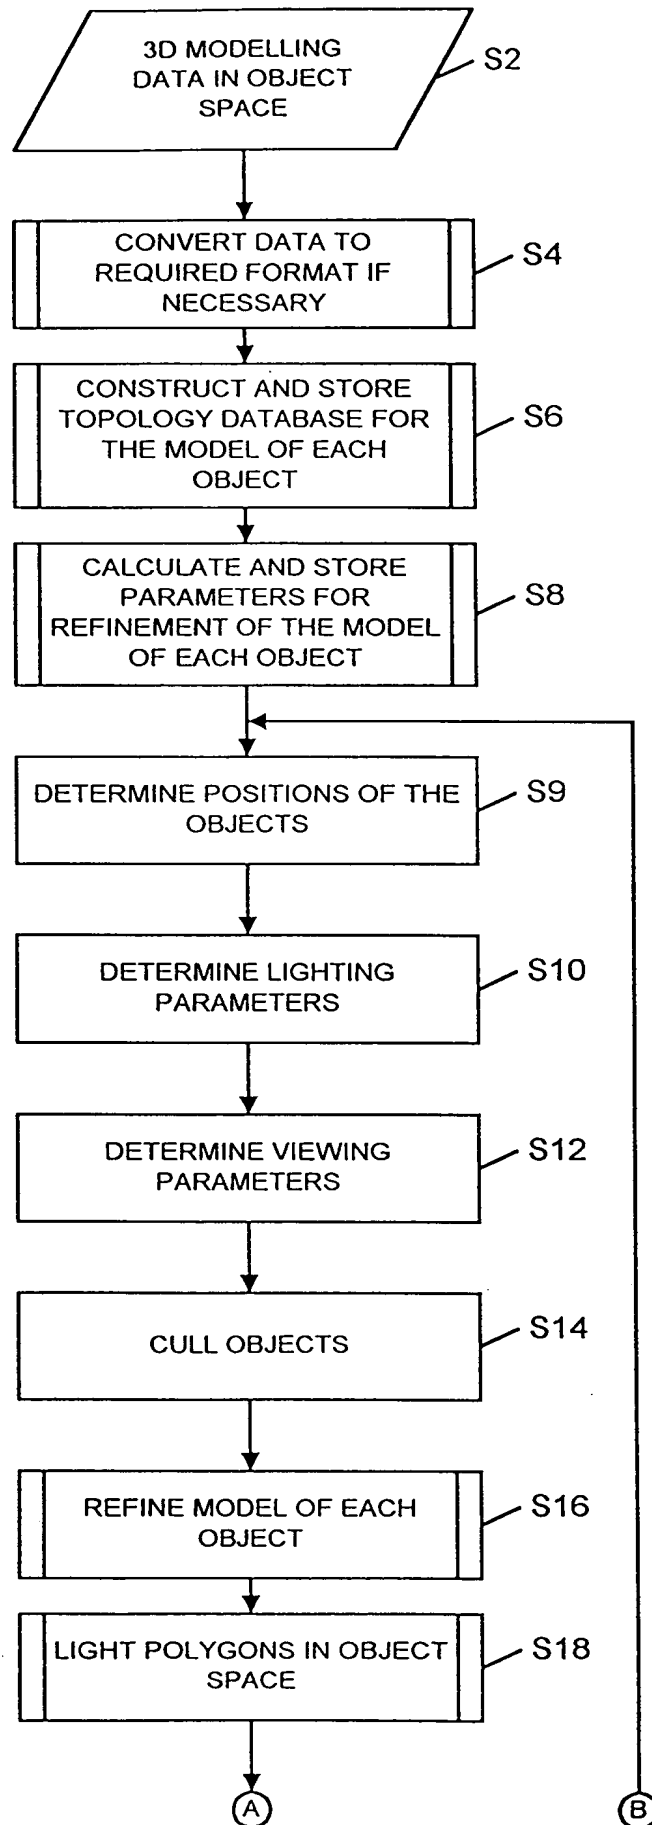 3D MODELLING
DATA IN OBJECT
SPACE
S2
CONVERT DATA TO
REQUIRED FORMAT IF
NECESSARY
S4
CONSTRUCT AND STORE
TOPOLOGY DATABASE FOR
THE MODEL OF EACH
OBJECT
S6
CALCULATE AND STORE
PARAMETERS FOR
REFINEMENT OF THE MODEL
OF EACH OBJECT
S8
DETERMINE POSITIONS OF THE
OBJECTS
S9
DETERMINE LIGHTING
PARAMETERS
S10
DETERMINE VIEWING
PARAMETERS
S12
CULL OBJECTS
S14
REFINE MODEL OF EACH
OBJECT
S16
LIGHT POLYGONS IN OBJECT
SPACE
S18
A
B